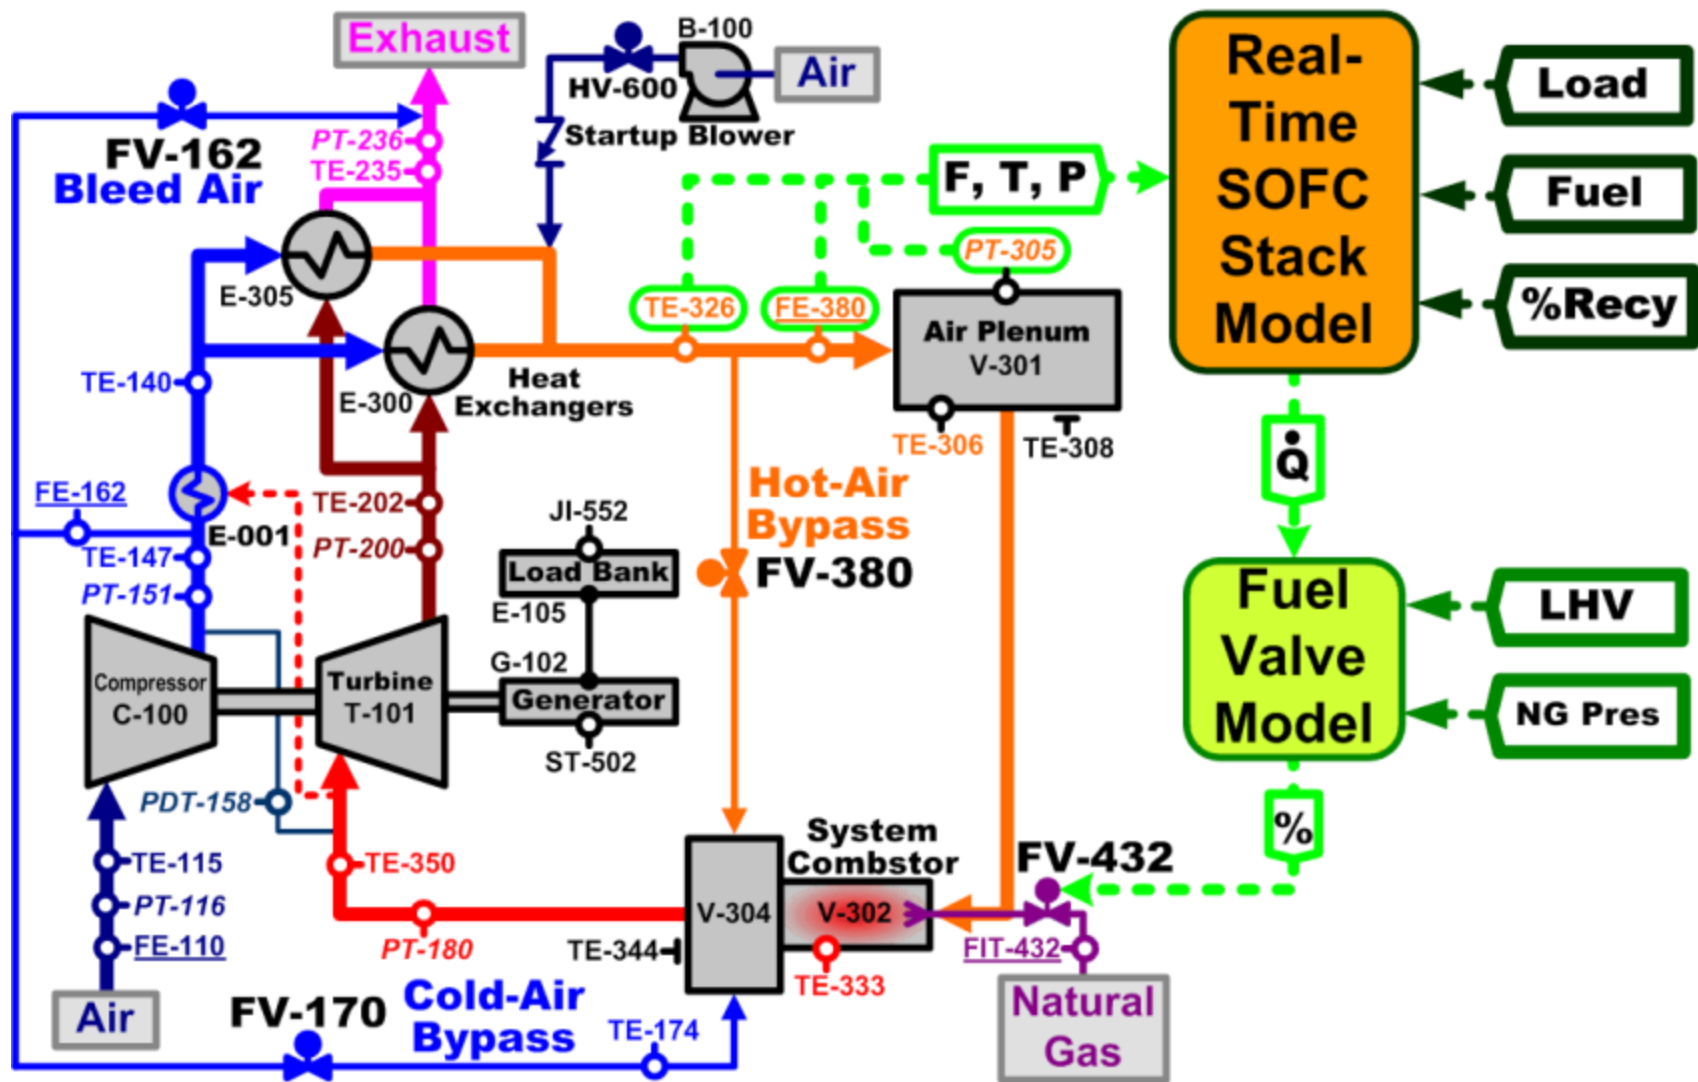 Exhaust
B-100
Air
HV-600
Startup Blower
FV-162
Bleed Air
PT-236
TE-235
E-305
E-300
Heat
Exchangers
TE-140
FE-162
E-001
TE-147
PT-151
TE-202
PT-200
JI-552
Load Bank
E-105
G-102
Generator
ST-502
Compressor
C-100
Turbine
T-101
PDT-158
TE-115
PT-116
FE-110
Air
TE-350
PT-180
FV-170
Cold-Air
Bypass
TE-174
TE-344
V-304
System
Combstor
V-302
TE-333
Hot-Air
Bypass
FV-380
TE-326
FE-380
PT-305
F, T, P
Air Plenum
V-301
TE-306
TE-308
FV-432
FIT-432
Natural
Gas
Real-
Time
SOFC
Stack
Model
Load
Fuel
%Recy
Q̇
Fuel
Valve
Model
LHV
NG Pres
%